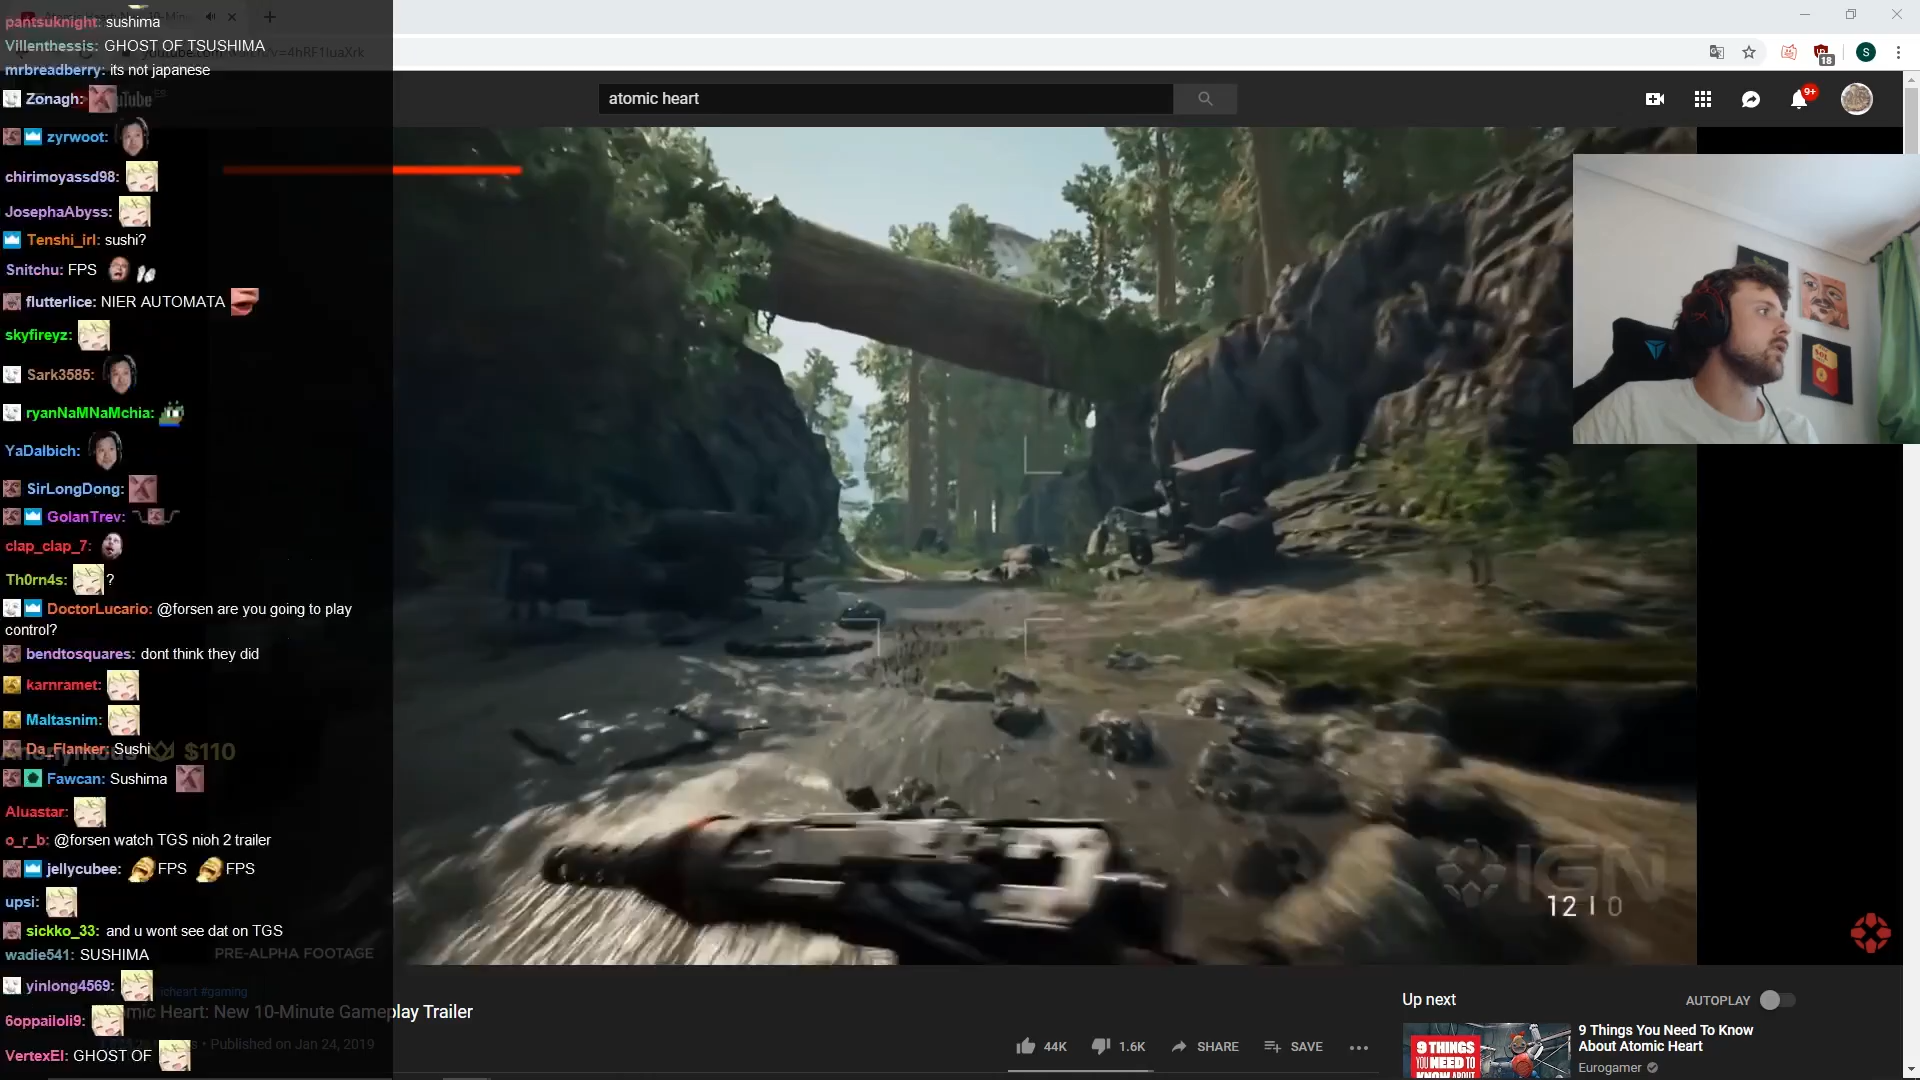 pantsuknight: sushima
Villenthessis: GHOST OF TSUSHIMA
mrbreadberry: its not japanese
Zonagh:
zyrwoot:
chirimoyassd98:
JosephaAbyss:
Tenshi_irl: sushi?
Snitchu: FPS
flutterlice: NIER AUTOMATA
skyfireyz:
Sark3585:
ryanNaMNaMchia:
YaDalbich:
SirLongDong:
GolanTrev:
clap_clap_7:
Th0rn4s: ?
DoctorLucario: @forsen are you going to play
control?
bendtosquares: dont think they did
karnramet:
Maltasnim:
Da_Flanker: Sushi
$110
Fawcan: Sushima
Aluastar:
o_r_b: @forsen watch TGS nioh 2 trailer
jellycubee: FPS FPS
upsi:
sickko_33: and u wont see dat on TGS
wadie541: SUSHIMA
PRE-ALPHA FOOTAGE
yinlong4569:
#gaming
6oppailoli9:
VertexEl: GHOST OF
atomic heart
18
S
9+
IGN
12 | 0
mic Heart: New 10-Minute Gameplay Trailer
• Published on Jan 24, 2019
44K
1.6K
SHARE
SAVE
Up next
AUTOPLAY
9 THINGS
YOU NEED TO
KNOW ABOUT
9 Things You Need To Know
About Atomic Heart
Eurogamer